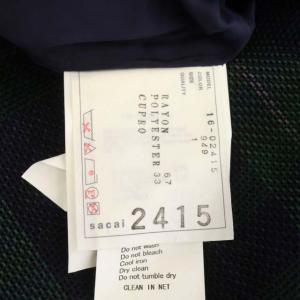 MODEL 16-02415
COLOR 949
SIZE 1
QUALITY
RAYON 67
POLYESTER 33
CUPRO
sacai 2415
Do not wash
Do not bleach
Cool iron
Dry clean
Do not tumble dry
CLEAN IN NET